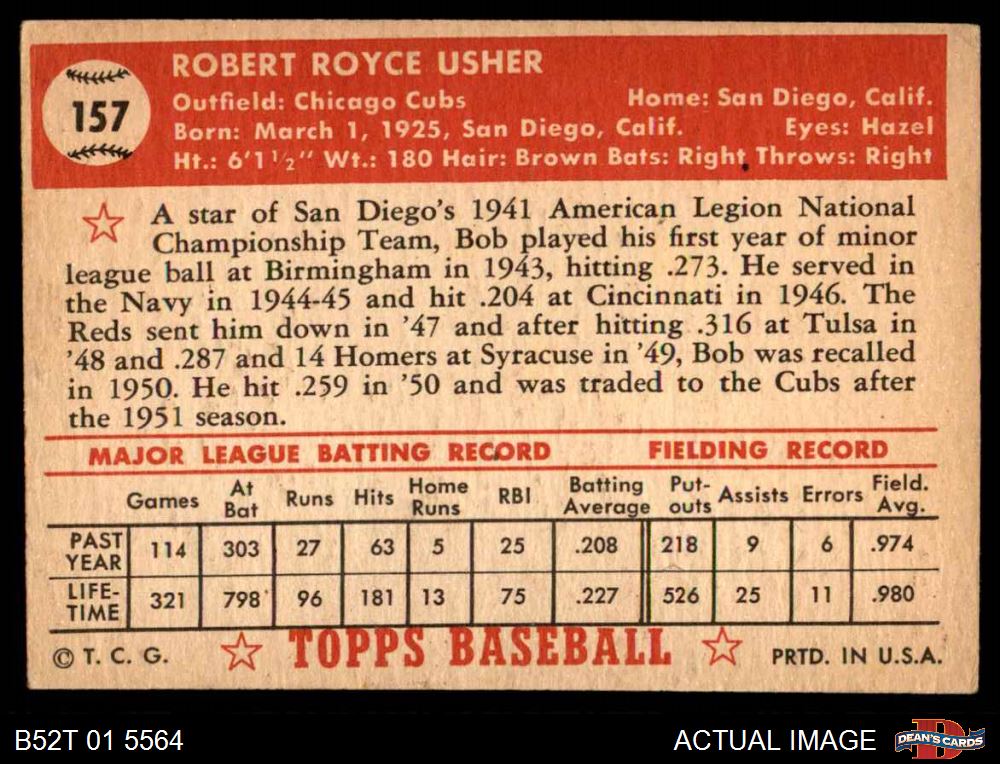 157
ROBERT ROYCE USHER
Outfield: Chicago Cubs Home: San Diego, Calif.
Born: March 1, 1925, San Diego, Calif. Eyes: Hazel
Ht.: 6'1½" Wt.: 180 Hair: Brown Bats: Right Throws: Right
A star of San Diego's 1941 American Legion National
Championship Team, Bob played his first year of minor
league ball at Birmingham in 1943, hitting .273. He served in
the Navy in 1944-45 and hit .204 at Cincinnati in 1946. The
Reds sent him down in '47 and after hitting .316 at Tulsa in
'48 and .287 and 14 Homers at Syracuse in '49, Bob was recalled
in 1950. He hit .259 in '50 and was traded to the Cubs after
the 1951 season.
MAJOR LEAGUE BATTING RECORD FIELDING RECORD
Games At Bat Runs Hits Home Runs RBI Batting Average Put-outs Assists Errors Field. Avg.
PAST YEAR 114 303 27 63 5 25 .208 218 9 6 .974
LIFE-TIME 321 798 96 181 13 75 .227 526 25 11 .980
© T. C. G. TOPPS BASEBALL PRTD. IN U.S.A.
B52T 01 5564 ACTUAL IMAGE DEAN'S CARDS